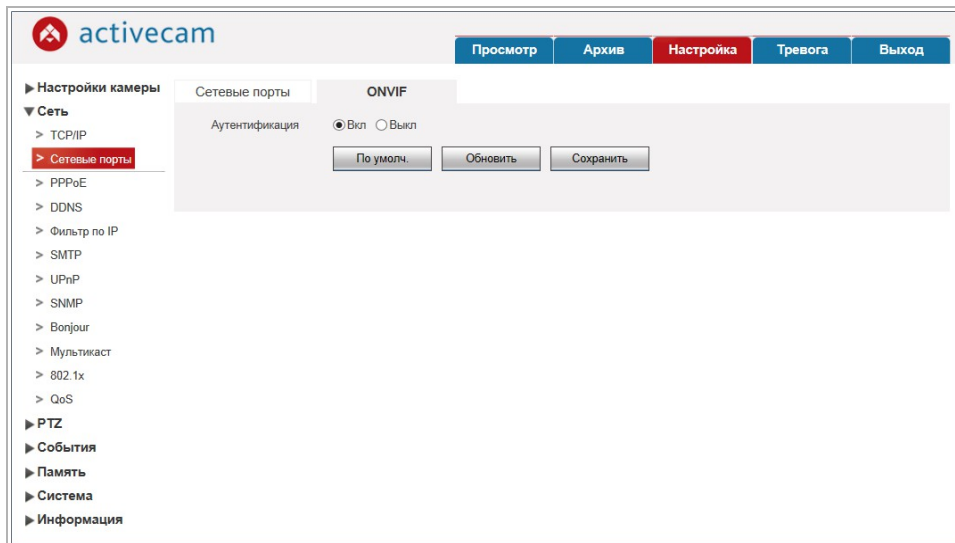 activecam
Просмотр Архив Настройка Тревога Выход
Настройки камеры
Сеть
> TCP/IP
> Сетевые порты
> PPPoE
> DDNS
> Фильтр по IP
> SMTP
> UPnP
> SNMP
> Bonjour
> Мультикаст
> 802.1x
> QoS
PTZ
События
Память
Система
Информация
Сетевые порты ONVIF
Аутентификация Вкл Выкл
По умолч. Обновить Сохранить